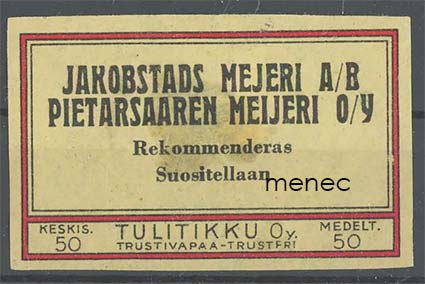 JAKOBSTADS MEJERI A/B
PIETARSAAREN MEIJERI O/Y
Rekommenderas
Suositellaan
menec
KESKIS. 50
TULITIKKU Oy.
TRUSTIVAPAA-TRUSTFRI
MEDELT. 50